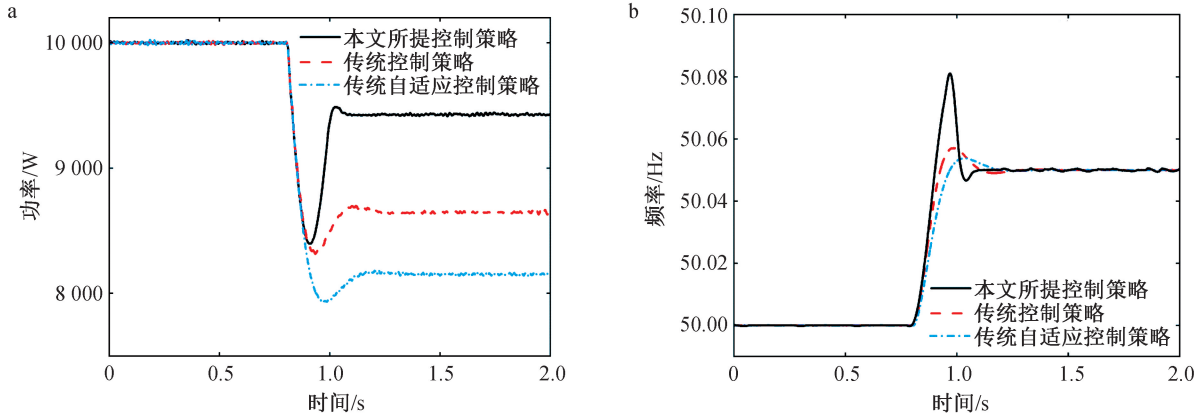 a
10 000
9 000
8 000
功率/W
本文所提控制策略
传统控制策略
传统自适应控制策略
0
0.5
1.0
1.5
2.0
时间/s
b
50.10
50.08
50.06
50.04
50.02
50.00
频率/Hz
本文所提控制策略
传统控制策略
传统自适应控制策略
0
0.5
1.0
1.5
2.0
时间/s